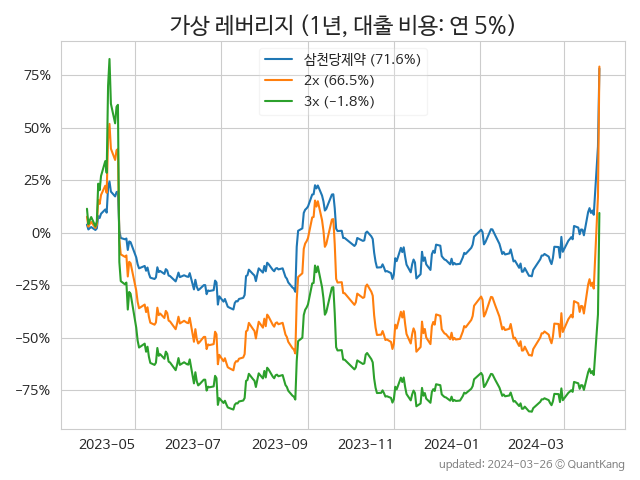 가상 레버리지 (1년, 대출 비용: 연 5%)
삼천당제약 (71.6%)
2x (66.5%)
3x (−1.8%)
75%
50%
25%
0%
−25%
−50%
−75%
2023-05
2023-07
2023-09
2023-11
2024-01
2024-03
updated: 2024-03-26 © QuantKang